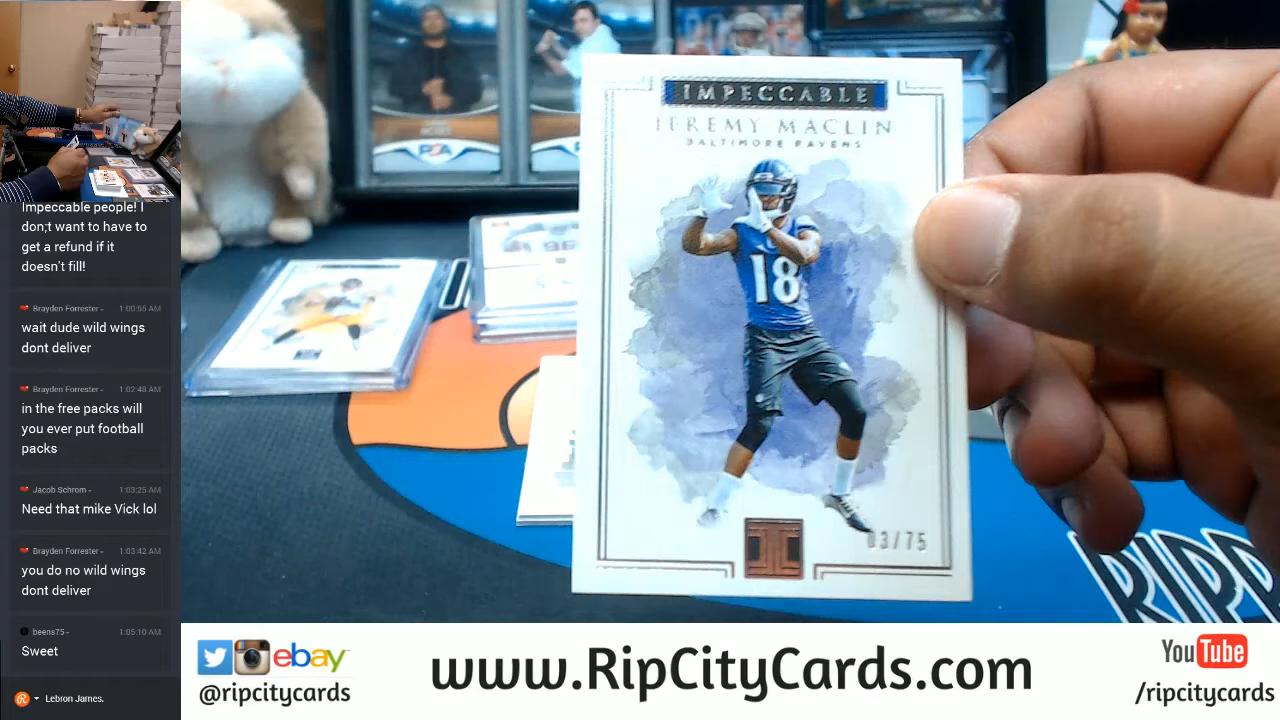 Impeccable people! I
don,;t want to have to
get a refund if it
doesn't fill!
Brayden Forrester- 1:00:55 AM
wait dude wild wings
dont deliver
Brayden Forrester- 1:02:48 AM
in the free packs will
you ever put football
packs
Jacob Schrom- 1:03:25 AM
Need that mike Vick lol
Brayden Forrester- 1:03:42 AM
you do no wild wings
dont deliver
beens75- 1:05:10 AM
Sweet
Lebron James.
IMPECCABLE
JEREMY MACLIN
BALTIMORE RAVENS
18
03/75
PSA
96
RIPP
ebay
@ripcitycards
www.RipCityCards.com
YouTube
/ripcitycards